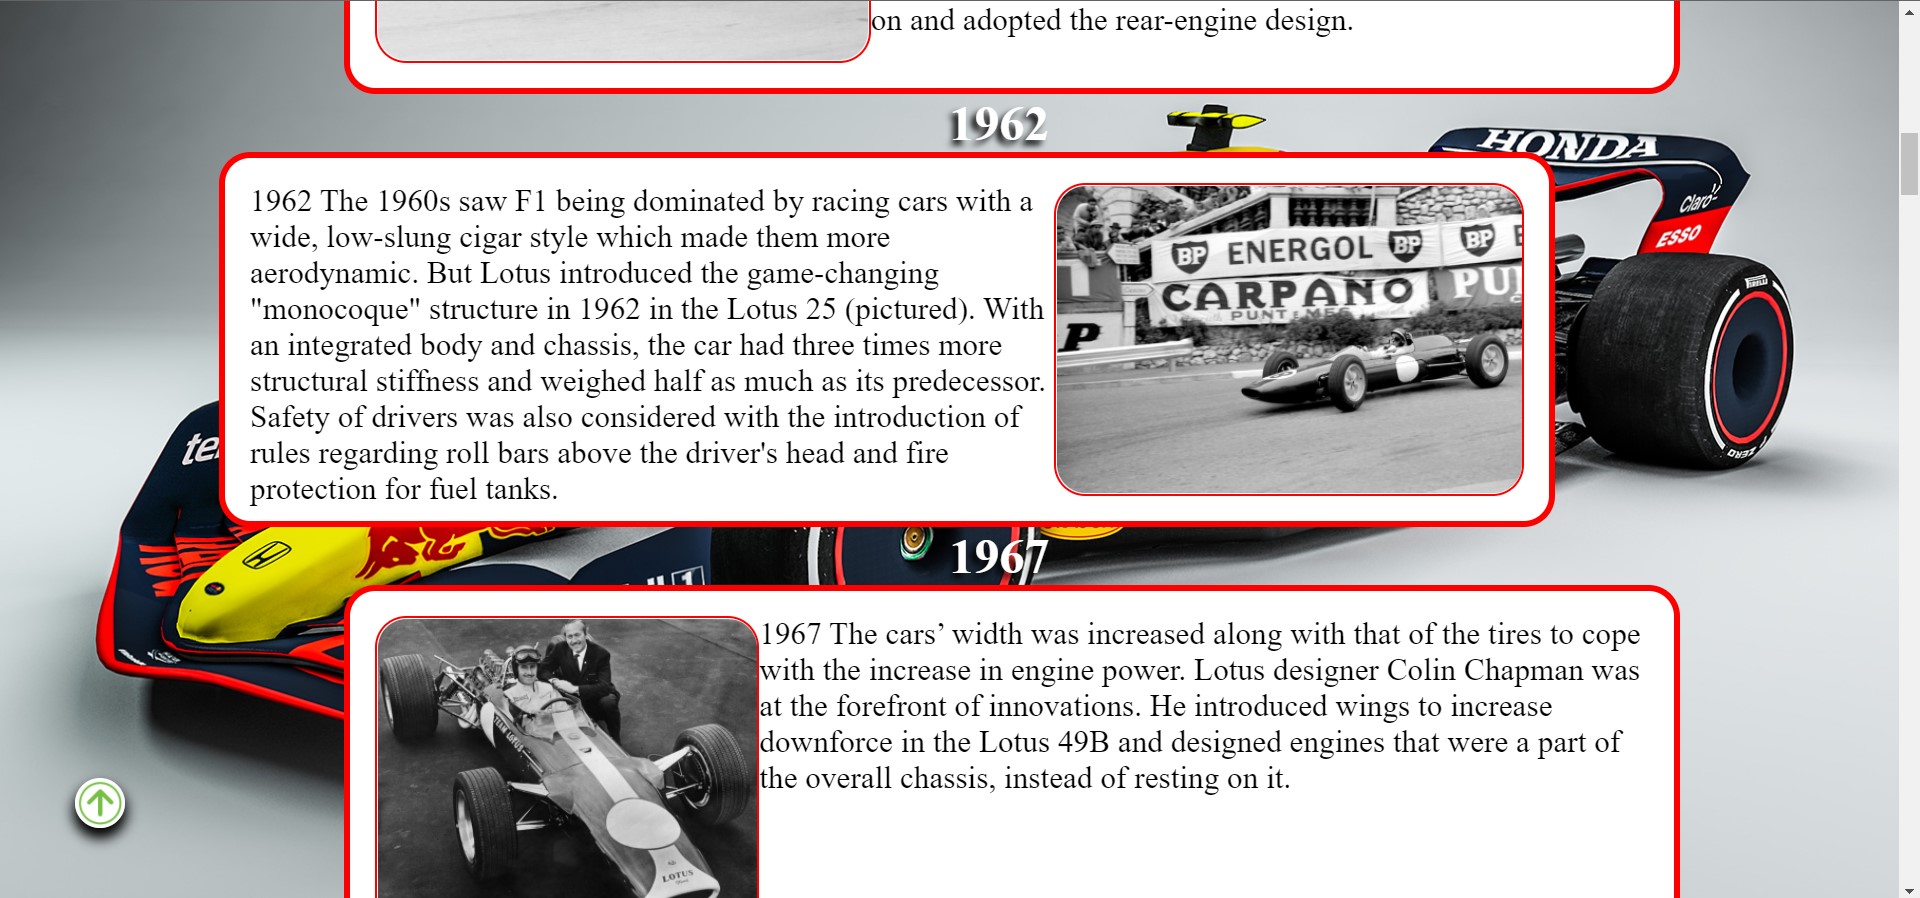 on and adopted the rear-engine design.
1962
HONDA
Claro
ESSO
1962 The 1960s saw F1 being dominated by racing cars with a
wide, low-slung cigar style which made them more
aerodynamic. But Lotus introduced the game-changing
"monocoque" structure in 1962 in the Lotus 25 (pictured). With
an integrated body and chassis, the car had three times more
structural stiffness and weighed half as much as its predecessor.
Safety of drivers was also considered with the introduction of
rules regarding roll bars above the driver's head and fire
protection for fuel tanks.
BP ENERGOL BP BP E
CARPANO PU
PUNT E MES
P
PIRELLI
ZERO
te
1967
1967 The cars’ width was increased along with that of the tires to cope
with the increase in engine power. Lotus designer Colin Chapman was
at the forefront of innovations. He introduced wings to increase
downforce in the Lotus 49B and designed engines that were a part of
the overall chassis, instead of resting on it.
TEAM LOTUS
LOTUS